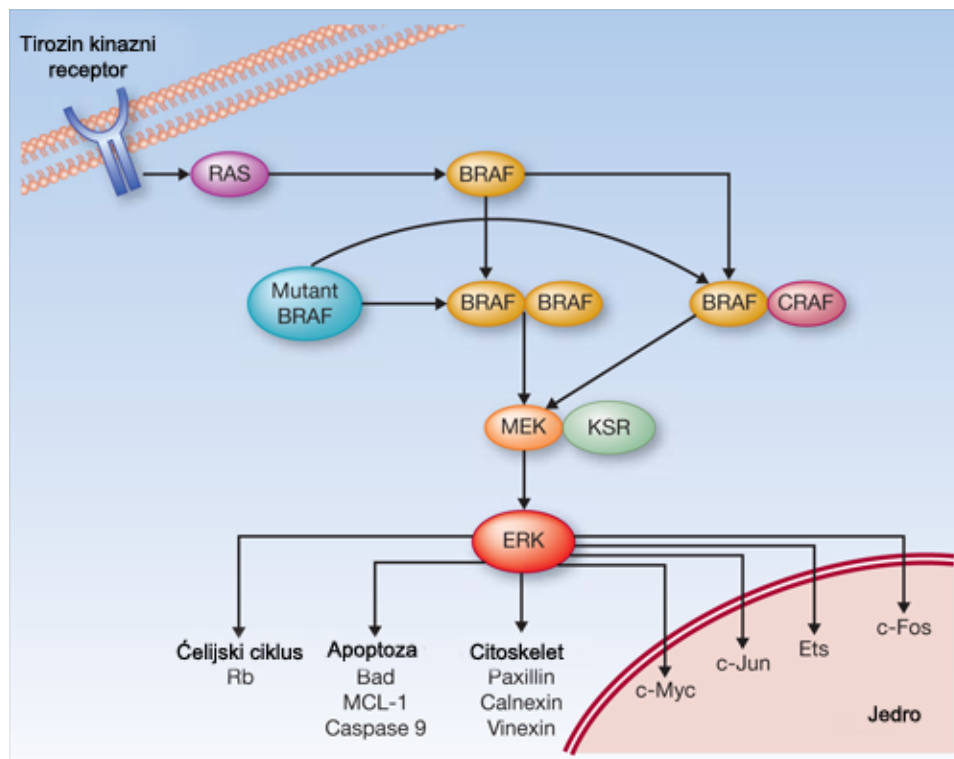 Tirozin kinazni
receptor
RAS
BRAF
Mutant
BRAF
BRAF
BRAF
BRAF
CRAF
MEK
KSR
ERK
Ćelijski ciklus
Rb
Apoptoza
Bad
MCL-1
Caspase 9
Citoskelet
Paxillin
Calnexin
Vinexin
c-Myc
c-Jun
Ets
c-Fos
Jedro